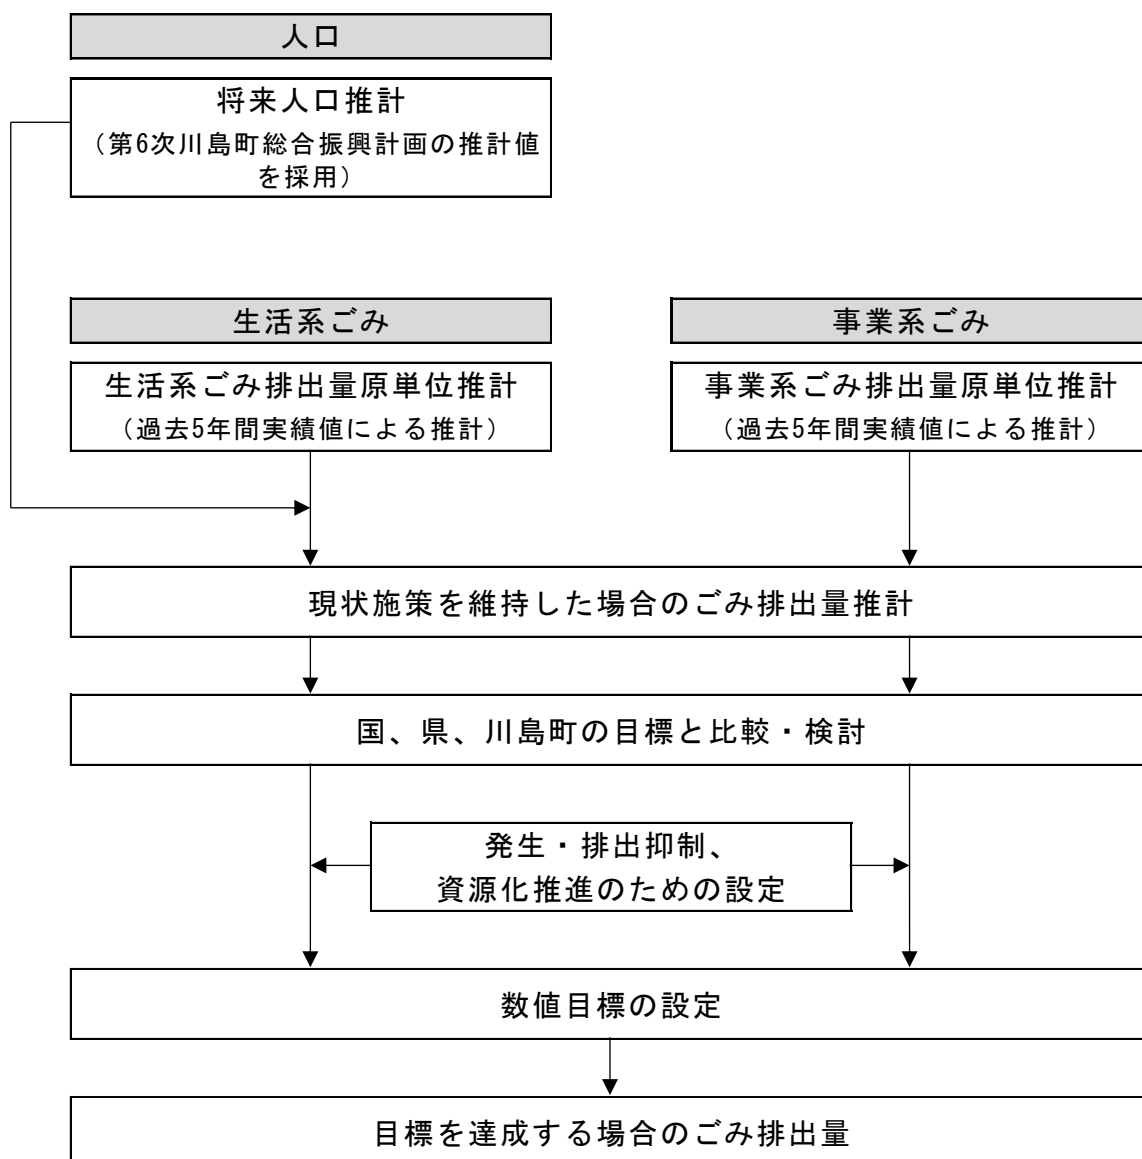 人口
将来人口推計
（第6次川島町総合振興計画の推計値
を採用）
生活系ごみ
事業系ごみ
生活系ごみ排出量原単位推計
（過去5年間実績値による推計）
事業系ごみ排出量原単位推計
（過去5年間実績値による推計）
現状施策を維持した場合のごみ排出量推計
国、県、川島町の目標と比較・検討
発生・排出抑制、
資源化推進のための設定
数値目標の設定
目標を達成する場合のごみ排出量